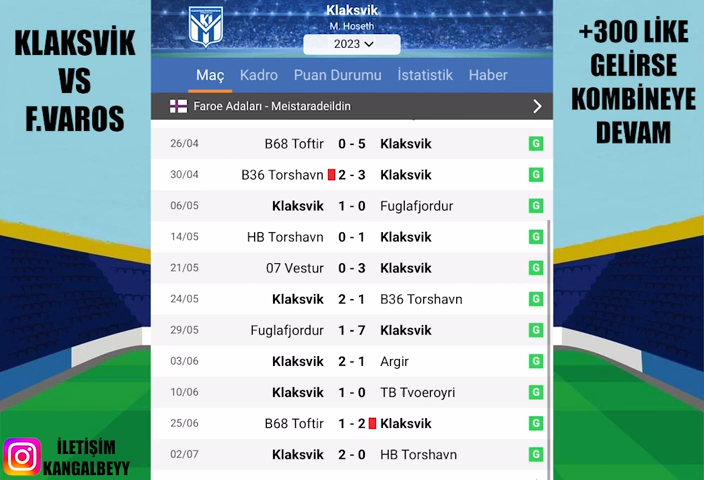 KLAKSVİK
VS
F.VAROS
Klaksvik
M. Hoseth
2023
Maç Kadro Puan Durumu İstatistik Haber
Faroe Adaları - Meistaradeildin
26/04 B68 Toftir 0 - 5 Klaksvik G
30/04 B36 Torshavn 2 - 3 Klaksvik G
06/05 Klaksvik 1 - 0 Fuglafjordur G
14/05 HB Torshavn 0 - 1 Klaksvik G
21/05 07 Vestur 0 - 3 Klaksvik G
24/05 Klaksvik 2 - 1 B36 Torshavn G
29/05 Fuglafjordur 1 - 7 Klaksvik G
03/06 Klaksvik 2 - 1 Argir G
10/06 Klaksvik 1 - 0 TB Tvoeroyri G
25/06 B68 Toftir 1 - 2 Klaksvik G
02/07 Klaksvik 2 - 0 HB Torshavn G
+300 LİKE
GELİRSE
KOMBİNEYE
DEVAM
İLETİŞİM
KANGALBEYY